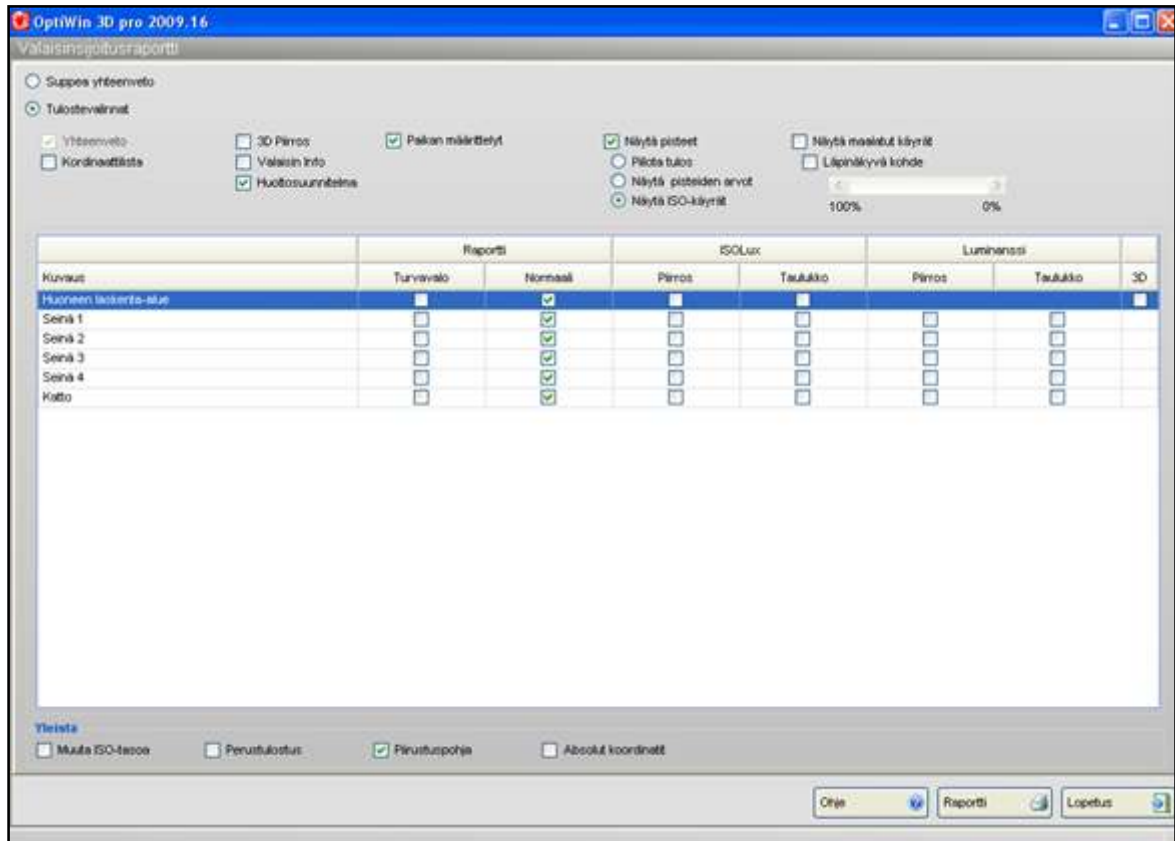 OptiWin 3D pro 2009.16
Valaisinsijoitusraportti
Suppea yhteenveto
Tulostevalinnat
Yhteenveto 3D Piirros Paikan määrittelyt Näytä pisteet Näytä maalatut käyrät
Kordinaattilista Valaisin Info Piilota tulos Läpinäkyvä kohde
Huoltosuunnitelma Näytä pisteiden arvot
Näytä ISO-käyrät 100% 0%
Raportti ISOLux Luminanssi
Kuvaus Turvavalo Normaali Piirros Taulukko Piirros Taulukko 3D
Huoneen laskenta-alue
Seinä 1
Seinä 2
Seinä 3
Seinä 4
Katto
Yleistä
Muuta ISO-tasoa Perustulostus Piirustuspohja Absolut koordinatit
Ohje Raportti Lopetus